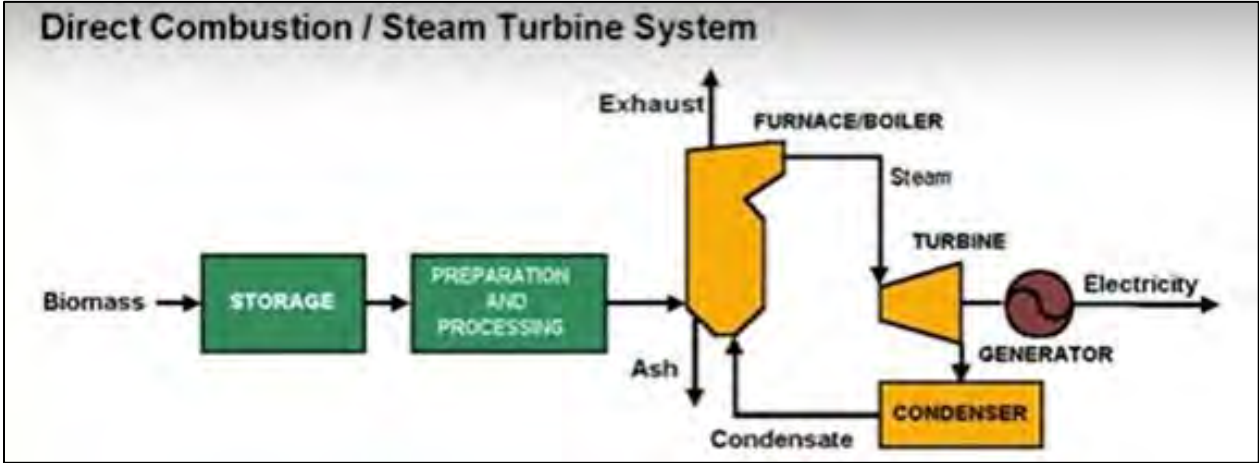 Direct Combustion / Steam Turbine System
Exhaust
FURNACE/BOILER
Steam
TURBINE
Biomass
STORAGE
PREPARATION
AND
PROCESSING
Electricity
GENERATOR
Ash
CONDENSER
Condensate